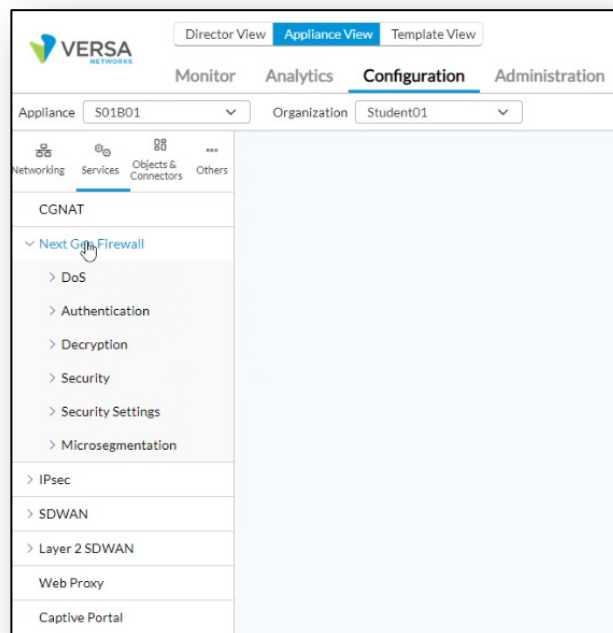 VERSA
NETWORKS
Director View Appliance View Template View
Monitor Analytics Configuration Administration
Appliance S01B01 Organization Student01
Networking Services Objects & Connectors Others
CGNAT
Next Gen Firewall
DoS
Authentication
Decryption
Security
Security Settings
Microsegmentation
IPsec
SDWAN
Layer 2 SDWAN
Web Proxy
Captive Portal